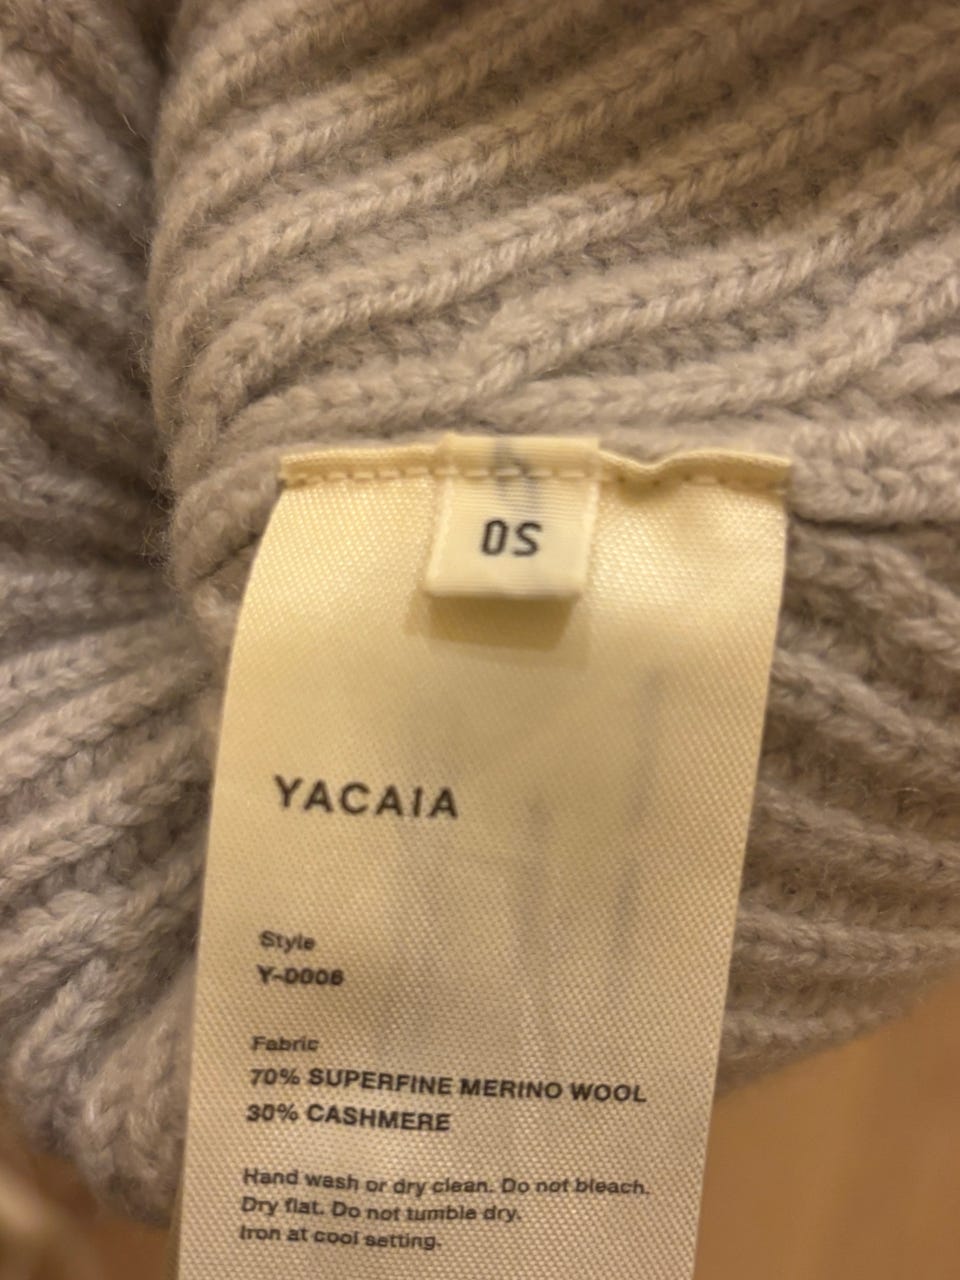 OS
YACAIA
Style
Y-0006
Fabric
70% SUPERFINE MERINO WOOL
30% CASHMERE
Hand wash or dry clean. Do not bleach.
Dry flat. Do not tumble dry.
Iron at cool setting.